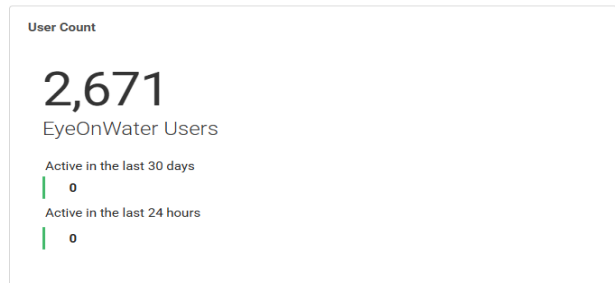 User Count
2,671
EyeOnWater Users
Active in the last 30 days
0
Active in the last 24 hours
0